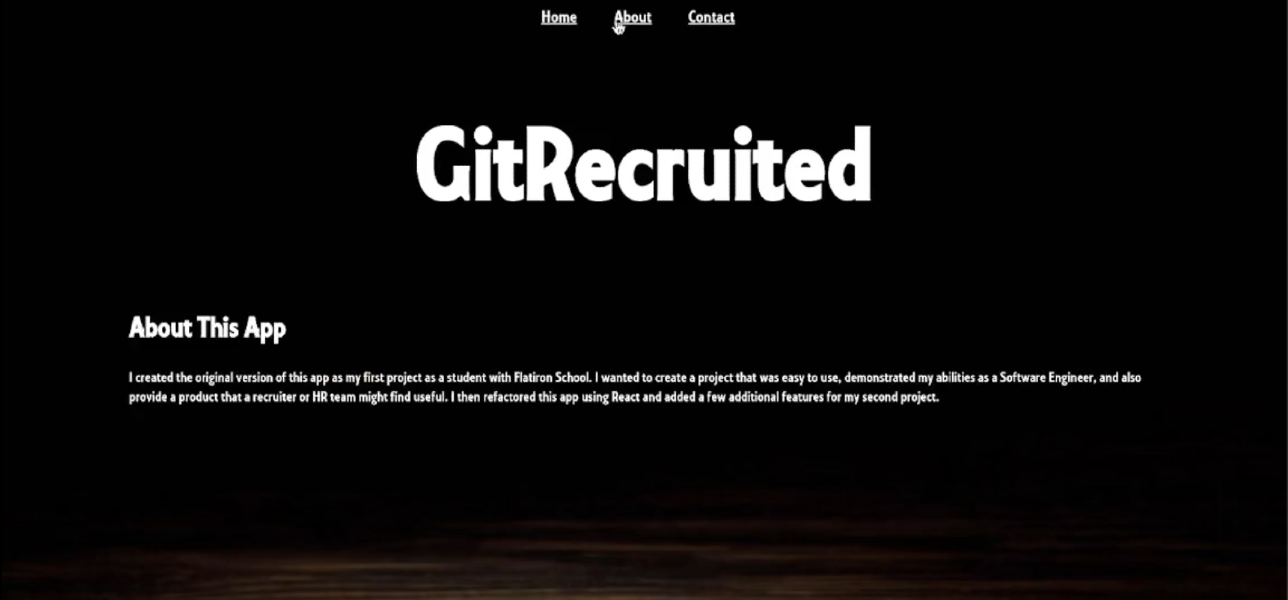 Home About Contact
GitRecruited
About This App
I created the original version of this app as my first project as a student with Flatiron School. I wanted to create a project that was easy to use, demonstrated my abilities as a Software Engineer, and also
provide a product that a recruiter or HR team might find useful. I then refactored this app using React and added a few additional features for my second project.